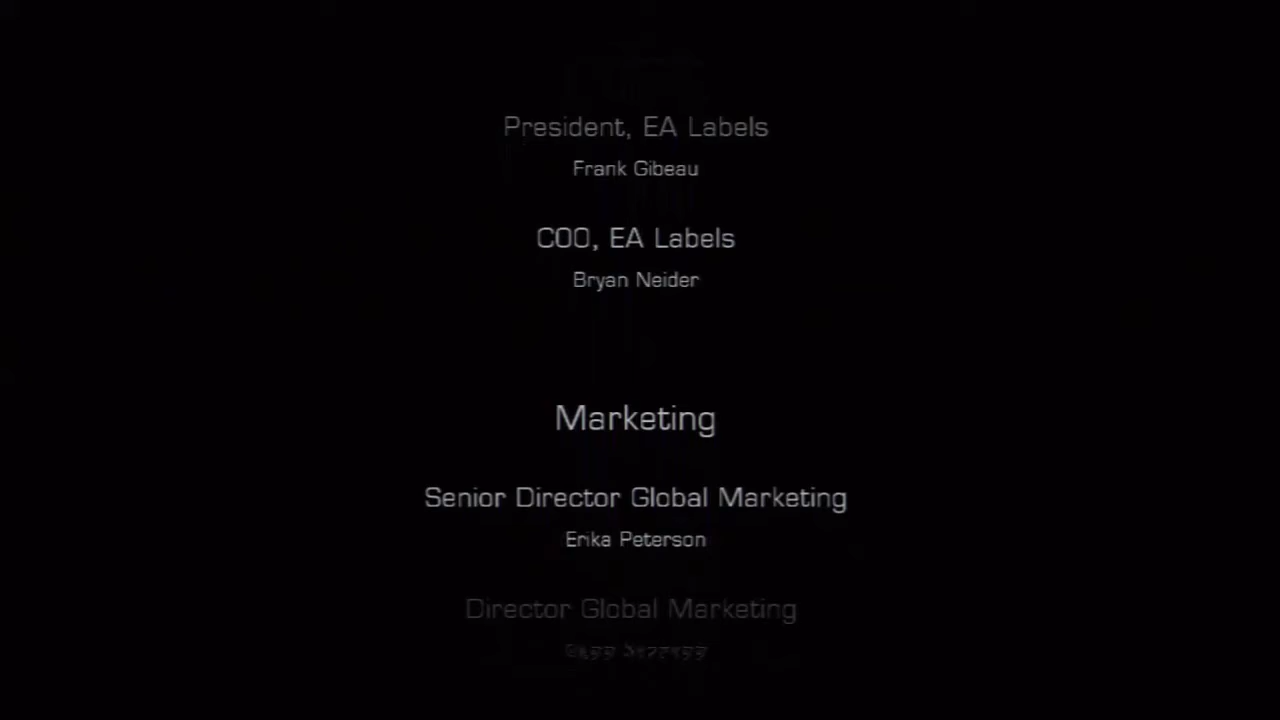 President, EA Labels
Frank Gibeau
COO, EA Labels
Bryan Neider
Marketing
Senior Director Global Marketing
Erika Peterson
Director Global Marketing